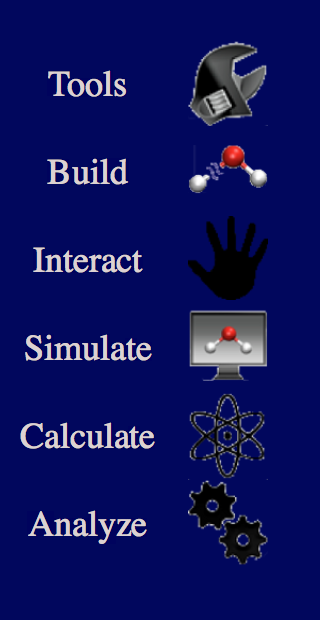 Tools
Build
Interact
Simulate
Calculate
Analyze